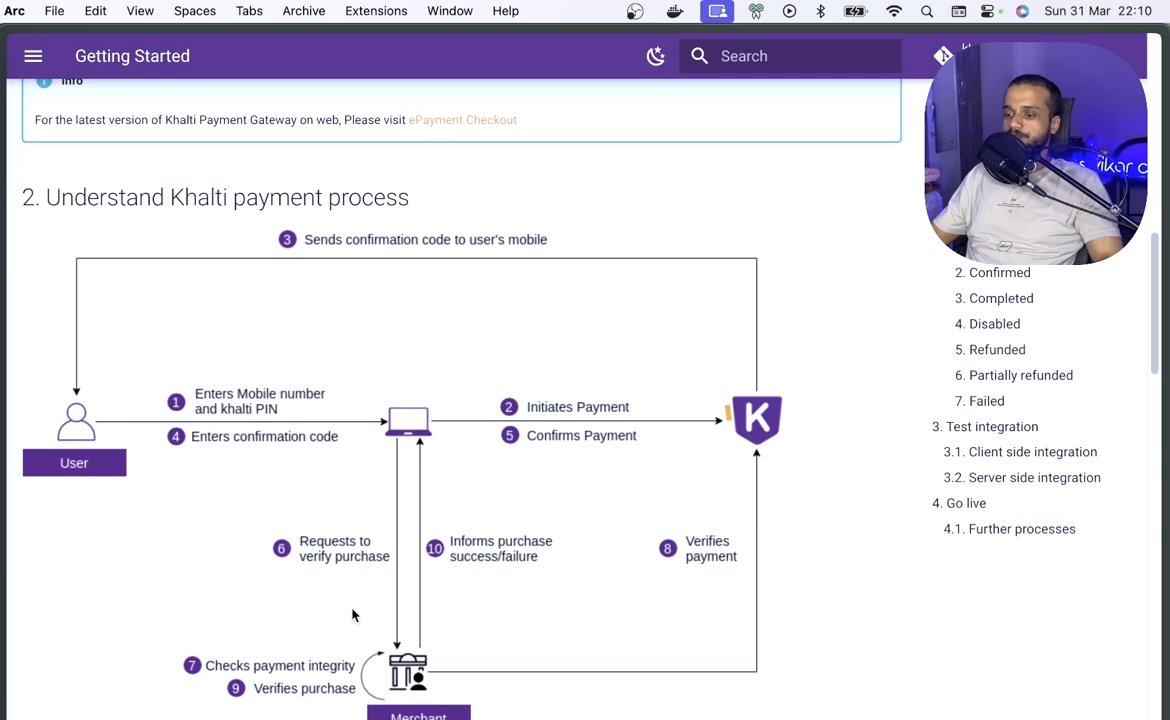 Arc File Edit View Spaces Tabs Archive Extensions Window Help Sun 31 Mar 22:10
Getting Started
Search
Info
For the latest version of Khalti Payment Gateway on web, Please visit ePayment Checkout
2. Understand Khalti payment process
3 Sends confirmation code to user's mobile
1 Enters Mobile number
and khalti PIN
4 Enters confirmation code
2 Initiates Payment
5 Confirms Payment
K
User
6 Requests to
verify purchase
10 Informs purchase
success/failure
8 Verifies
payment
7 Checks payment integrity
9 Verifies purchase
Merchant
2. Confirmed
3. Completed
4. Disabled
5. Refunded
6. Partially refunded
7. Failed
3. Test integration
3.1. Client side integration
3.2. Server side integration
4. Go live
4.1. Further processes